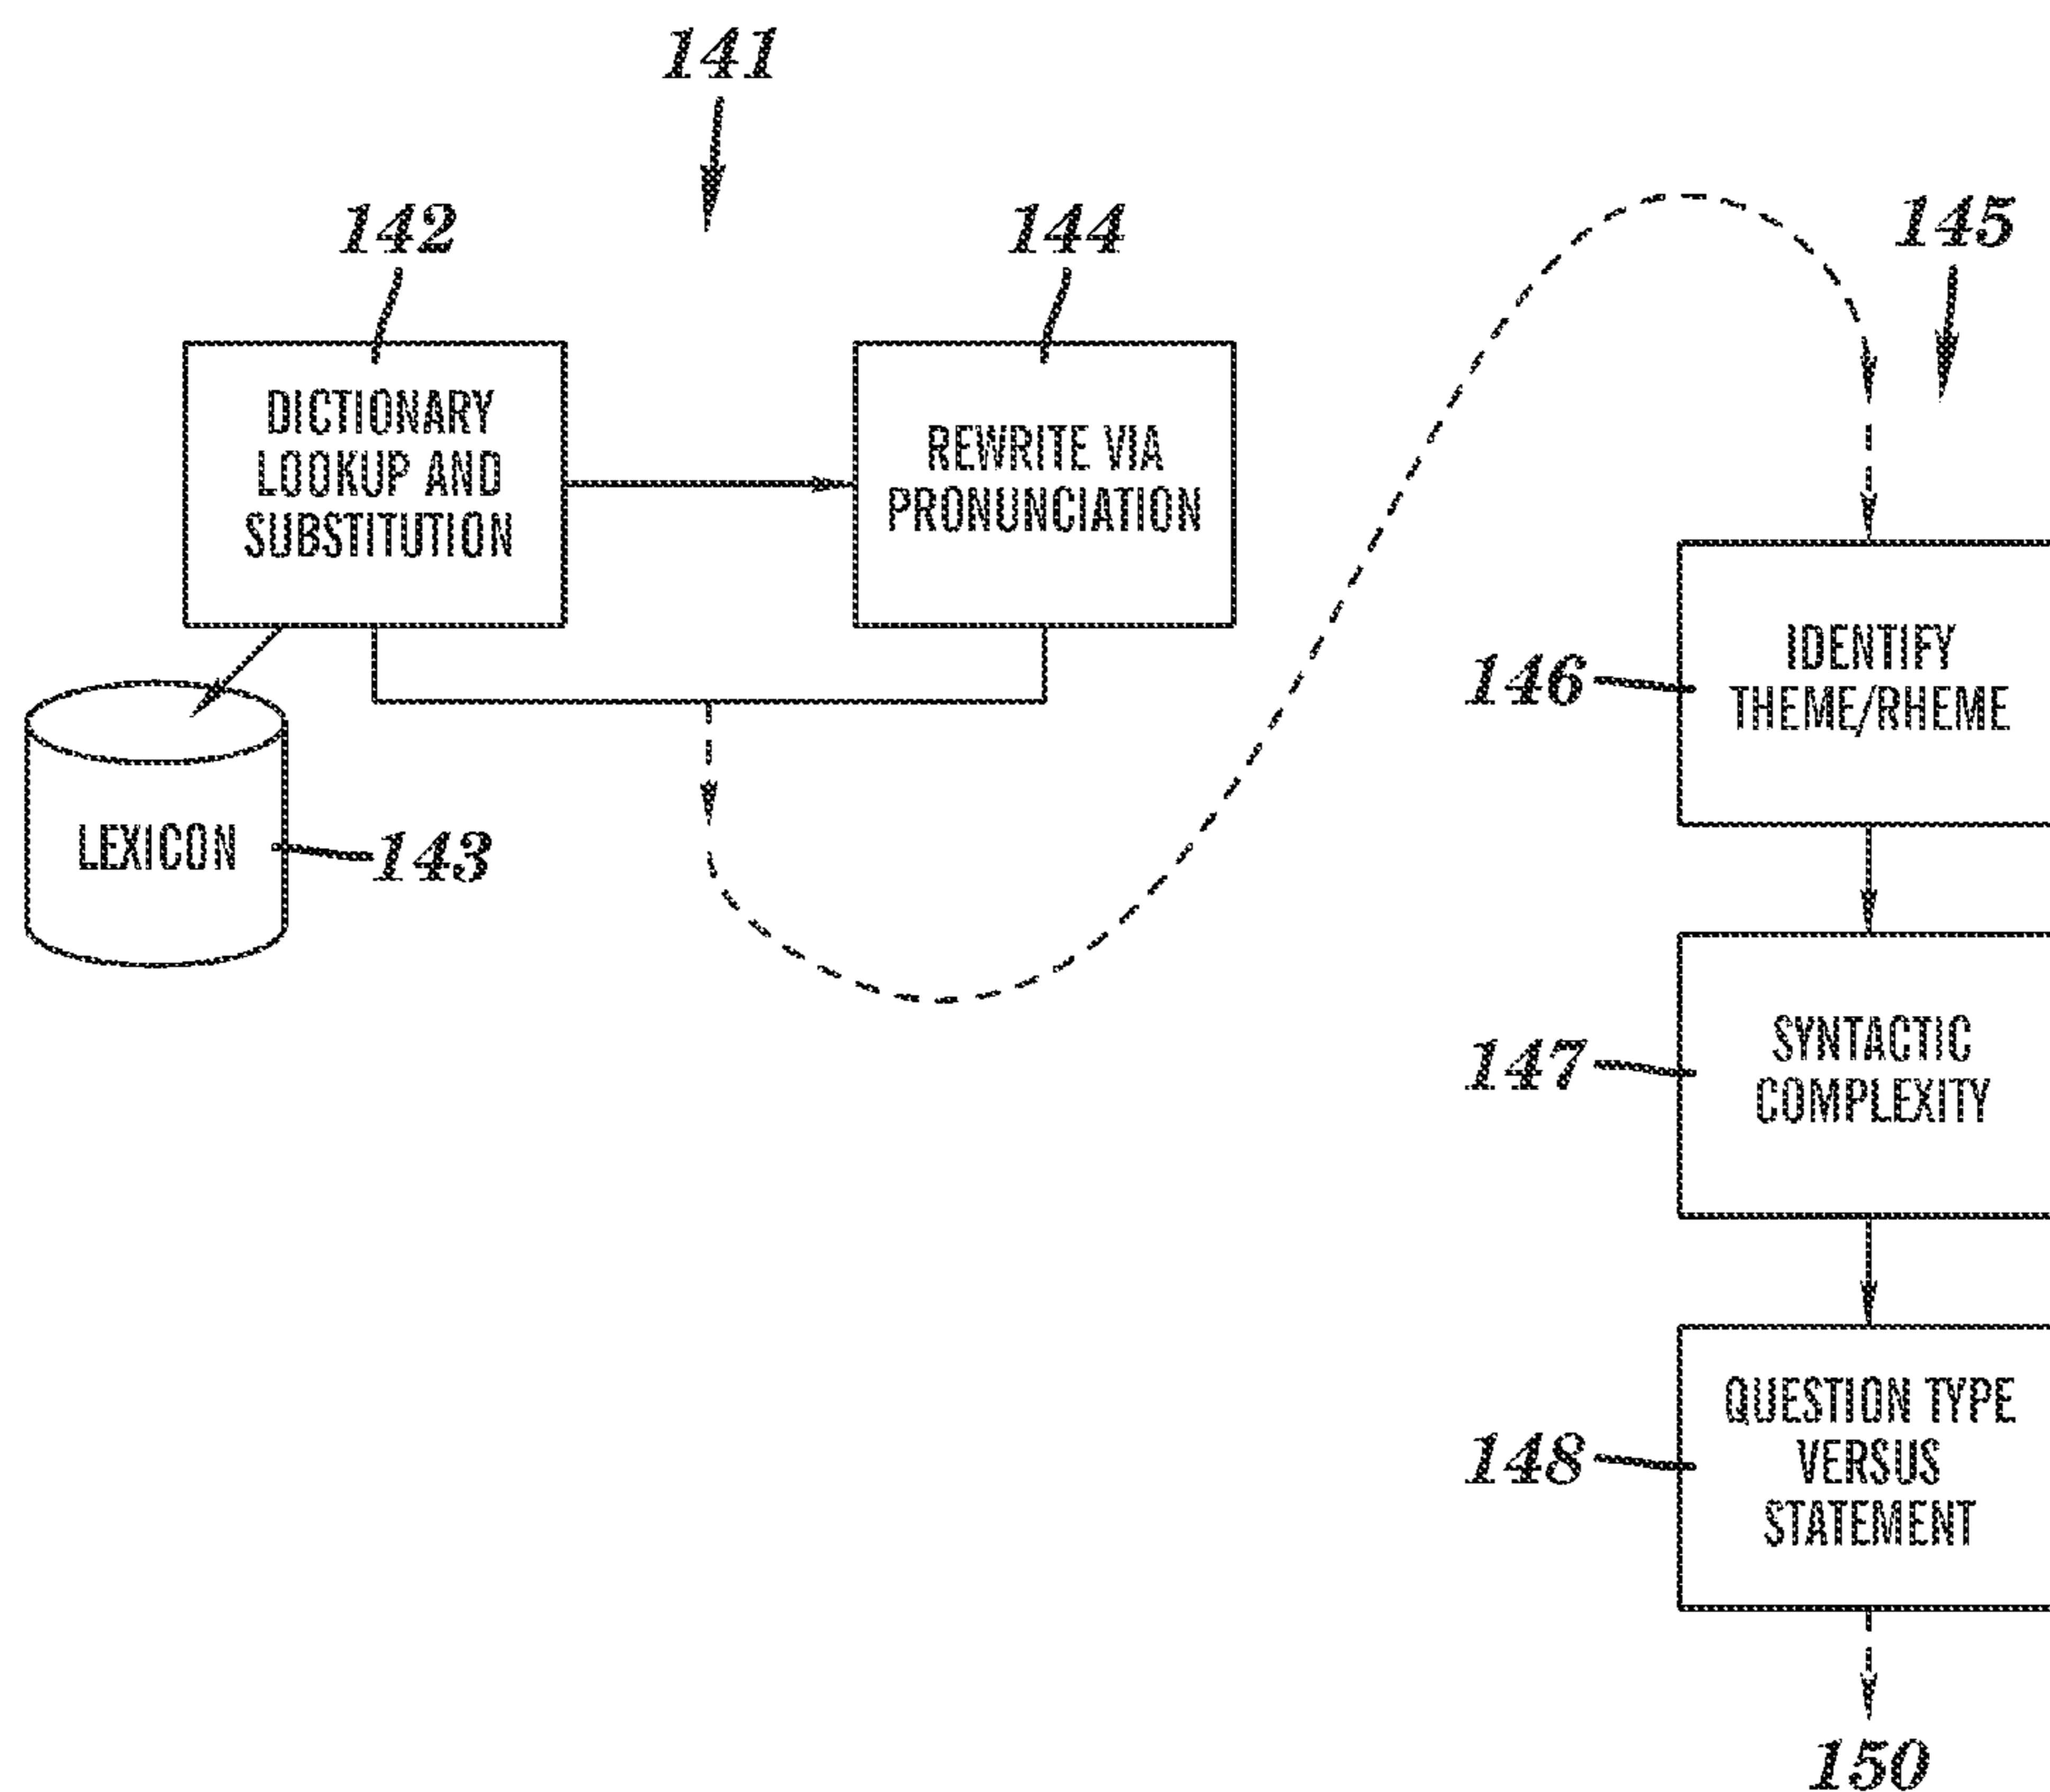 141
142
144
145
DICTIONARY
LOOKUP AND
SUBSTITUTION
REWRITE VIA
PRONUNCIATION
LEXICON
143
146
IDENTIFY
THEME/RHEME
147
SYNTACTIC
COMPLEXITY
148
QUESTION TYPE
VERSUS
STATEMENT
150